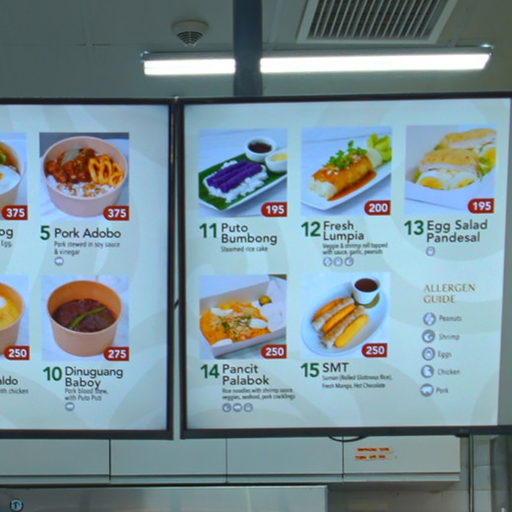 375
og
Egg,
375
5 Pork Adobo
Pork stewed in soy sauce
& vinegar
250
aldo
with chicken
275
10 Dinuguang
Baboy
Pork blood stew,
with Puto Puti
195
11 Puto
Bumbong
Steamed rice cake
200
12 Fresh
Lumpia
Veggie & shrimp roll topped
with sauce, garlic, peanuts
195
13 Egg Salad
Pandesal
250
14 Pancit
Palabok
Rice noodles with shrimp sauce,
veggies, seafood, pork cracklings
250
15 SMT
Suman (Rolled Glutinous Rice),
Fresh Mango, Hot Chocolate
ALLERGEN
GUIDE
Peanuts
Shrimp
Eggs
Chicken
Pork